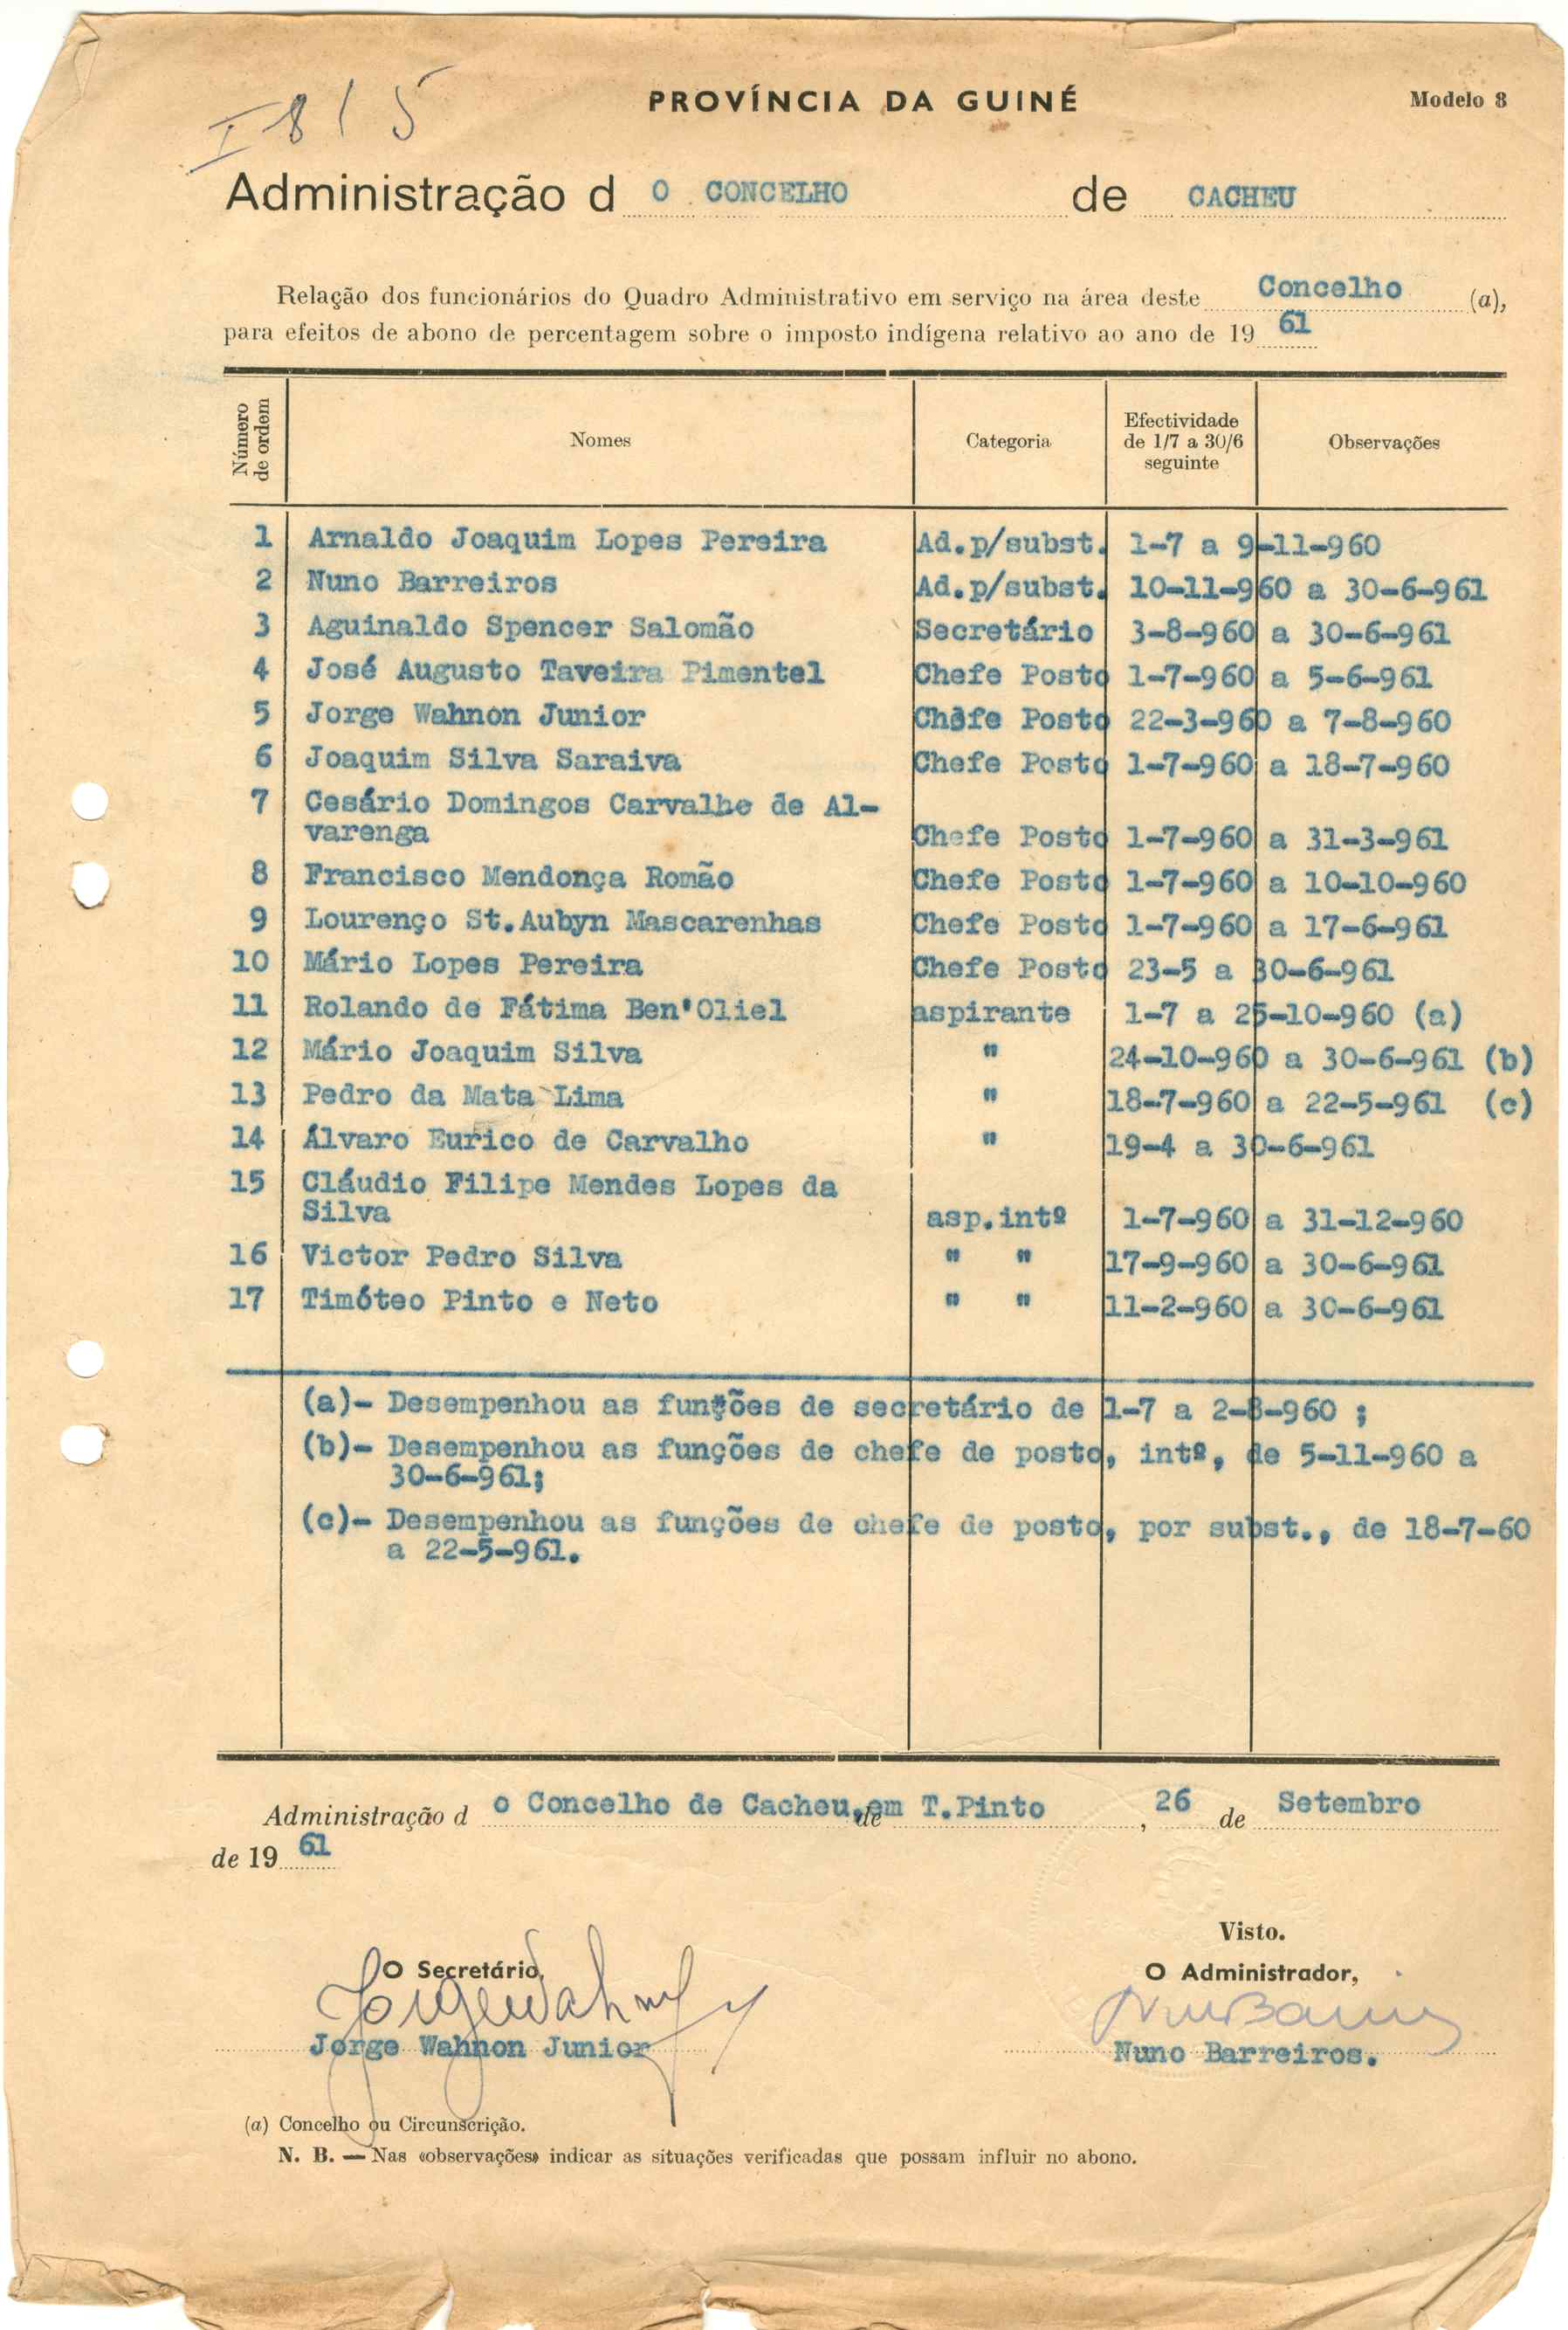 I 8/5
PROVÍNCIA DA GUINÉ
Modelo 8
Administração d O CONCELHO de CACHEU
Relação dos funcionários do Quadro Administrativo em serviço na área deste Concelho (a),
para efeitos de abono de percentagem sobre o imposto indígena relativo ao ano de 19 61
Número de ordem Nomes Categoria Efectividade de 1/7 a 30/6 seguinte Observações
1 Arnaldo Joaquim Lopes Pereira Ad.p/subst. 1-7 a 9-11-960
2 Nuno Barreiros Ad.p/subst. 10-11-960 a 30-6-961
3 Aguinaldo Spencer Salomão Secretário 3-8-960 a 30-6-961
4 José Augusto Taveira Pimentel Chefe Posto 1-7-960 a 5-6-961
5 Jorge Wahnon Junior Chefe Posto 22-3-960 a 7-8-960
6 Joaquim Silva Saraiva Chefe Posto 1-7-960 a 18-7-960
7 Cesário Domingos Carvalho de Al-
varenga Chefe Posto 1-7-960 a 31-3-961
8 Francisco Mendonça Romão Chefe Posto 1-7-960 a 10-10-960
9 Lourenço St.Aubyn Mascarenhas Chefe Posto 1-7-960 a 17-6-961
10 Mário Lopes Pereira Chefe Posto 23-5 a 30-6-961
11 Rolando de Fátima Ben'Oliel aspirante 1-7 a 25-10-960 (a)
12 Mário Joaquim Silva " 24-10-960 a 30-6-961 (b)
13 Pedro da Mata Lima " 18-7-960 a 22-5-961 (c)
14 Álvaro Eurico de Carvalho " 19-4 a 30-6-961
15 Cláudio Filipe Mendes Lopes da
Silva asp.intº 1-7-960 a 31-12-960
16 Victor Pedro Silva " " 17-9-960 a 30-6-961
17 Timóteo Pinto e Neto " " 11-2-960 a 30-6-961
(a)- Desempenhou as funções de secretário de 1-7 a 2-8-960 ;
(b)- Desempenhou as funções de chefe de posto, intº, de 5-11-960 a
30-6-961;
(c)- Desempenhou as funções de chefe de posto, por subst., de 18-7-60
a 22-5-961.
Administração d o Concelho de Cacheu, de em T.Pinto , 26 de Setembro
de 19 61
Visto.
O Secretário, O Administrador,
Jorge Wahnon Junior Nuno Barreiros.
(a) Concelho ou Circunscrição.
N. B. — Nas «observações» indicar as situações verificadas que possam influir no abono.